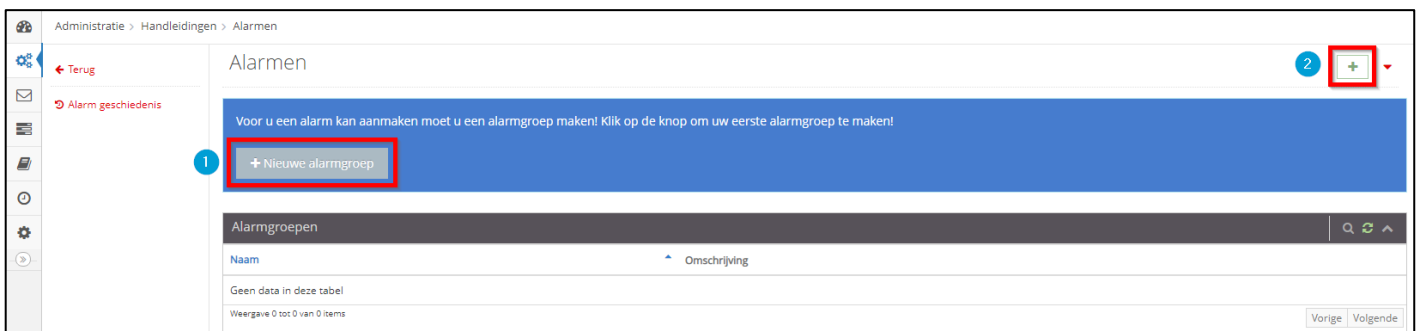 Administratie > Handleidingen > Alarmen
Terug
Alarmen
2
+
Alarm geschiedenis
Voor u een alarm kan aanmaken moet u een alarmgroep maken! Klik op de knop om uw eerste alarmgroep te maken!
1
+ Nieuwe alarmgroep
Alarmgroepen
Naam Omschrijving
Geen data in deze tabel
Weergave 0 tot 0 van 0 items
Vorige Volgende